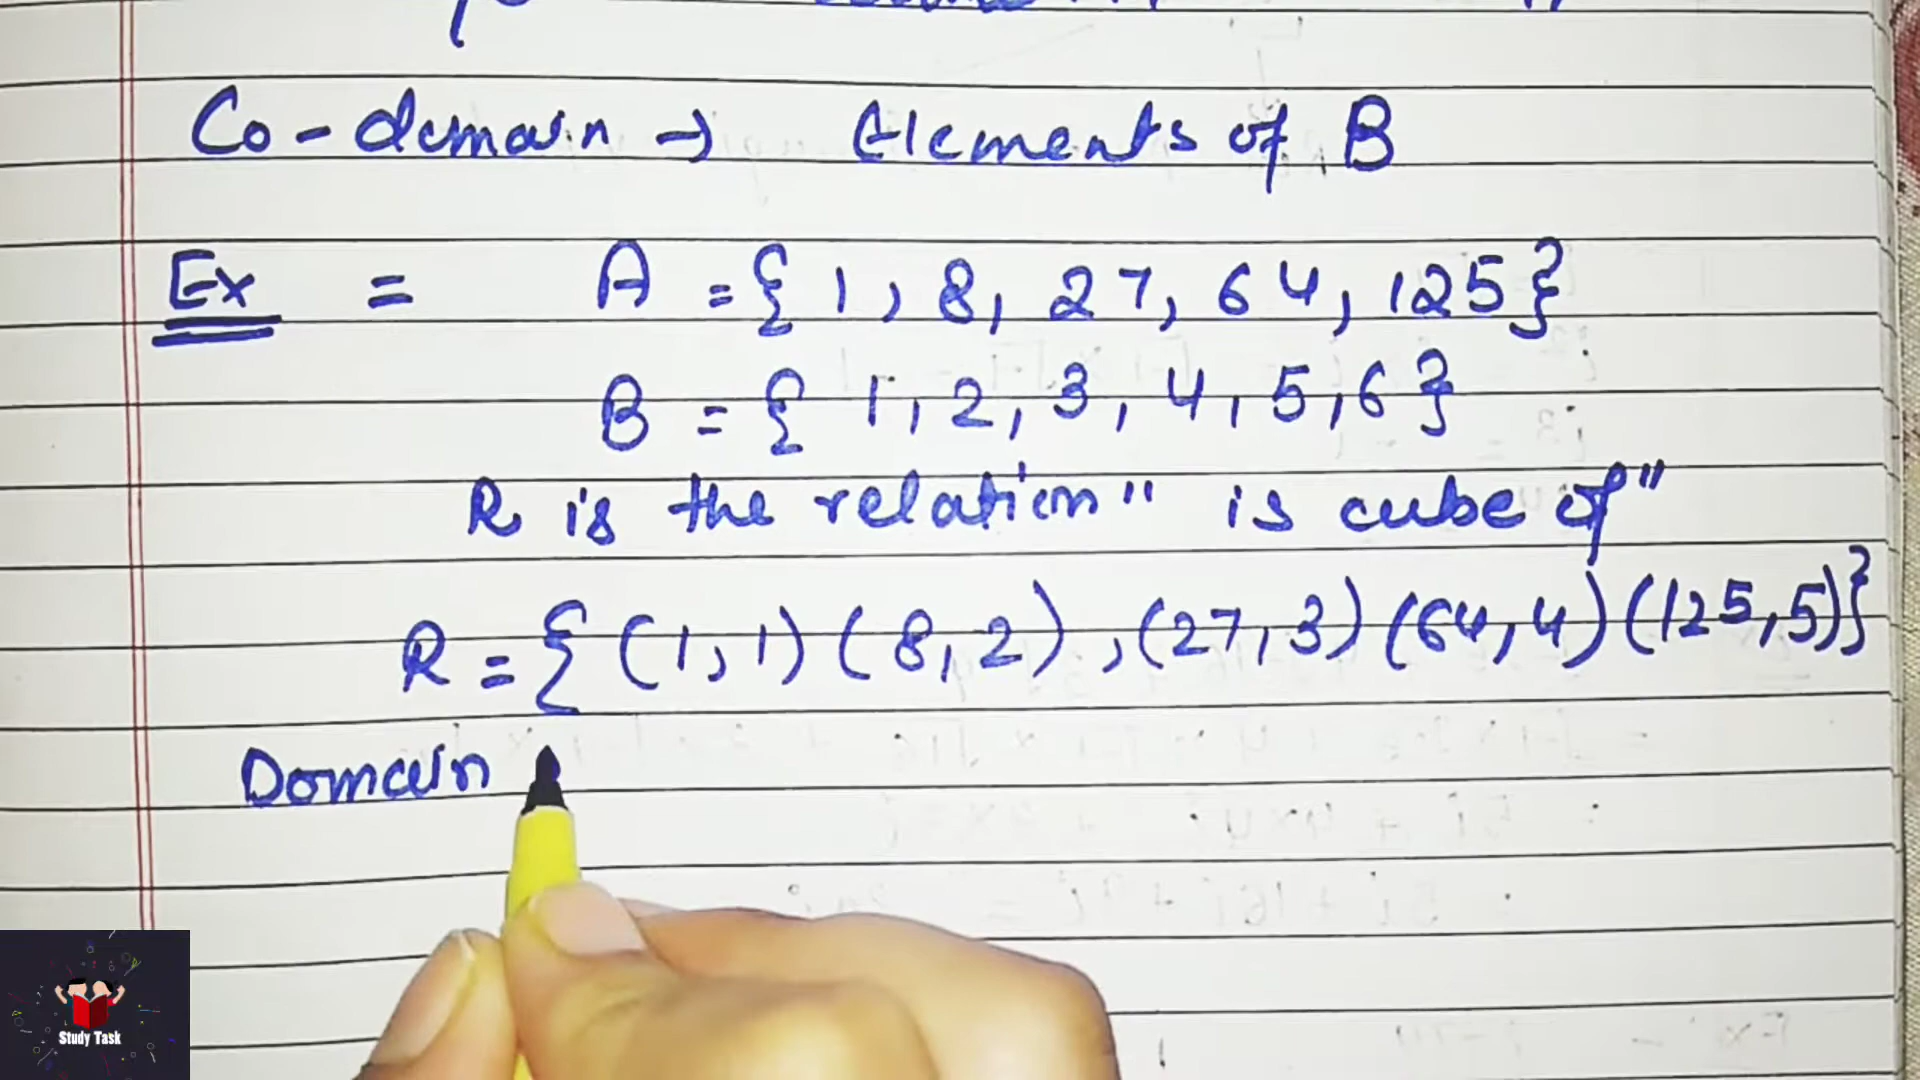 Co-domain → Elements of B
Ex = A = { 1, 8, 27, 64, 125}
B = { 1, 2, 3, 4, 5, 6 }
R is the relation " is cube of "
R = { (1, 1) ( 8, 2) , (27, 3) (64, 4) (125, 5)}
Domain
Study Task